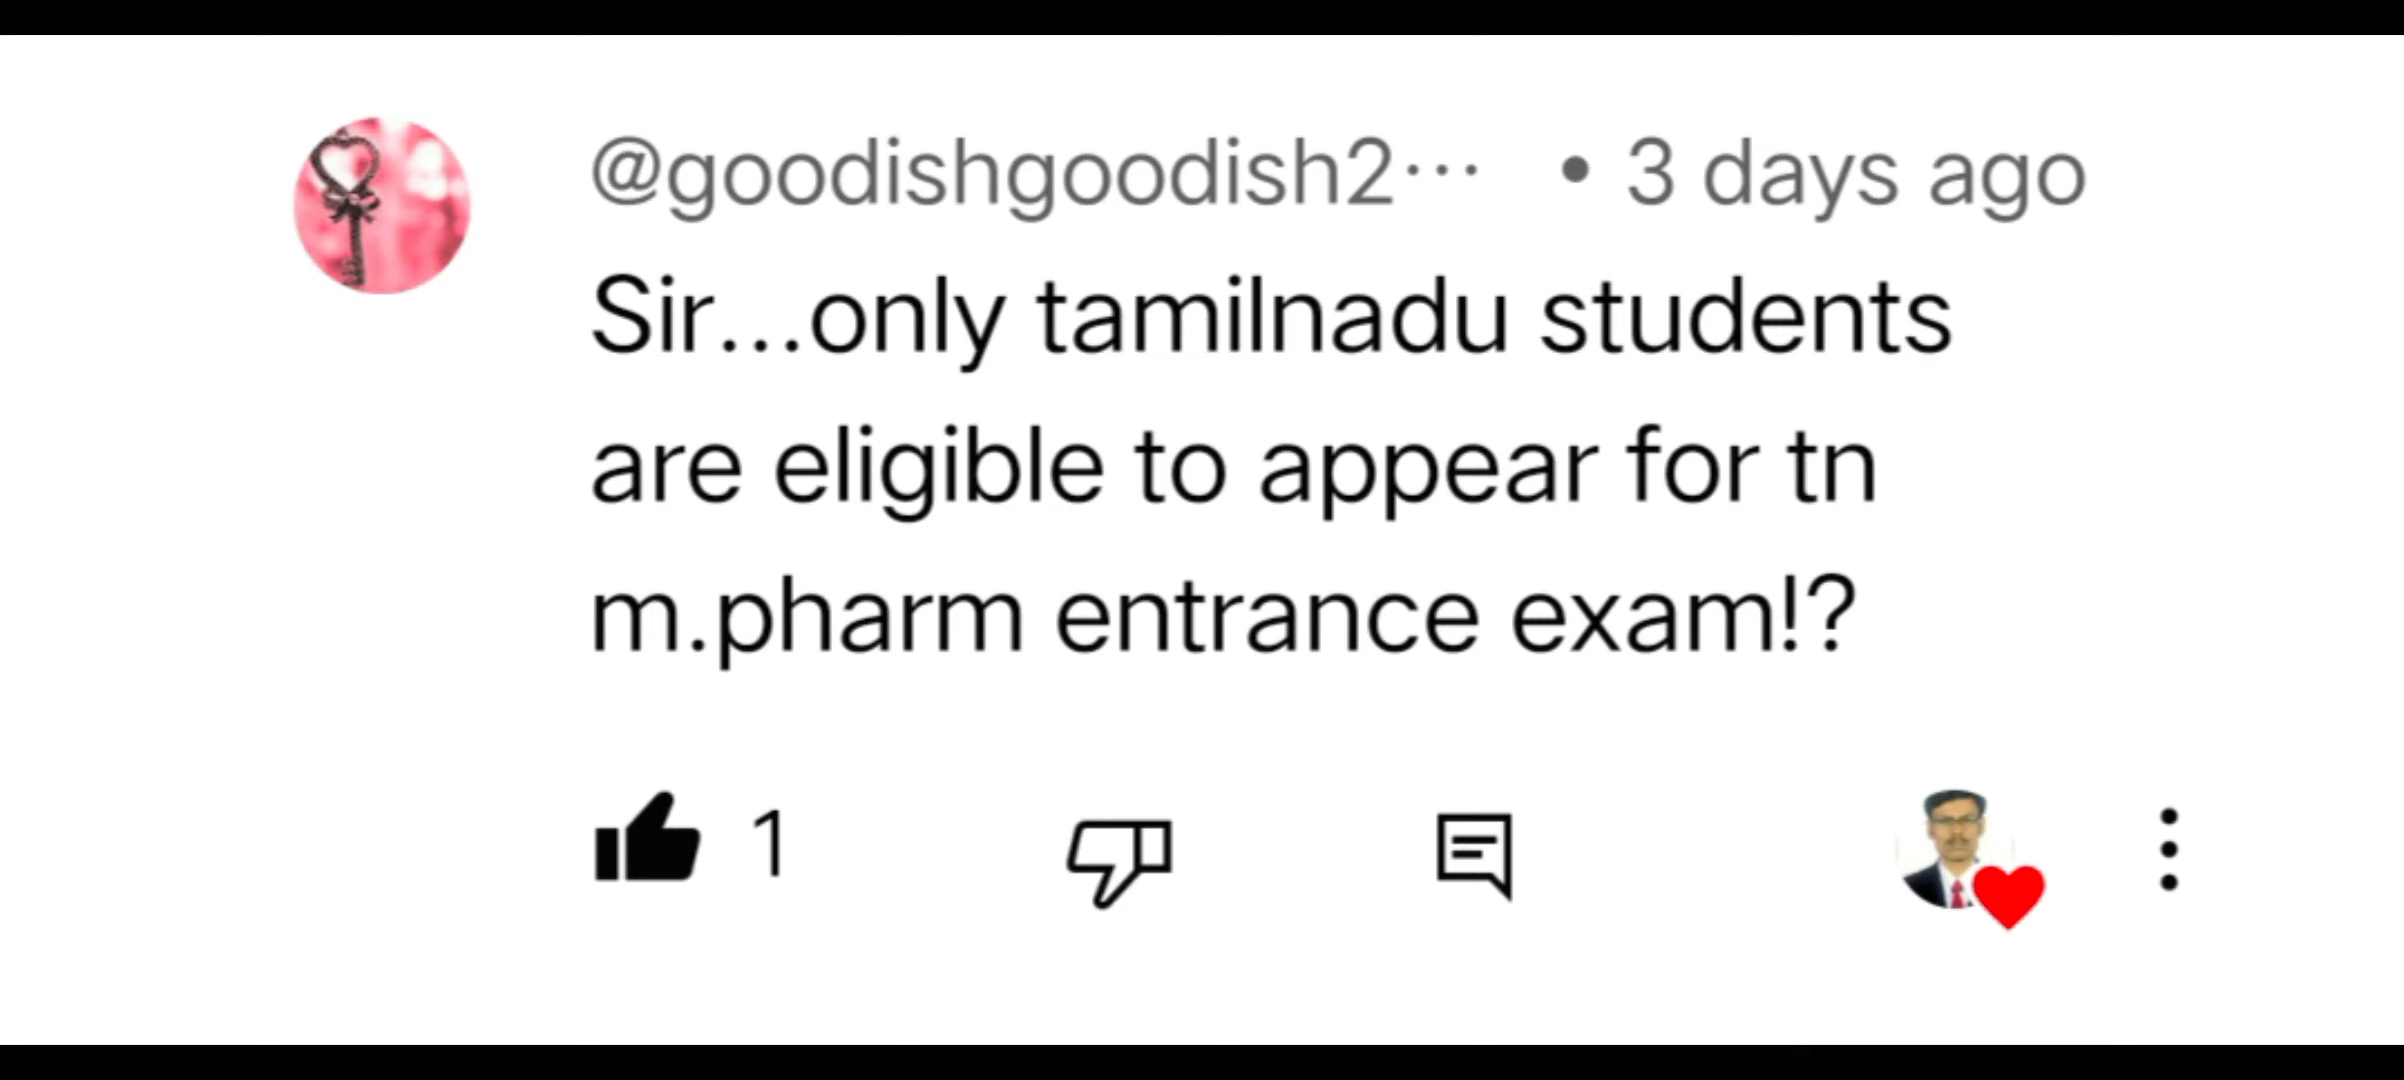 @goodishgoodish2... • 3 days ago
Sir...only tamilnadu students
are eligible to appear for tn
m.pharm entrance exam!?
1